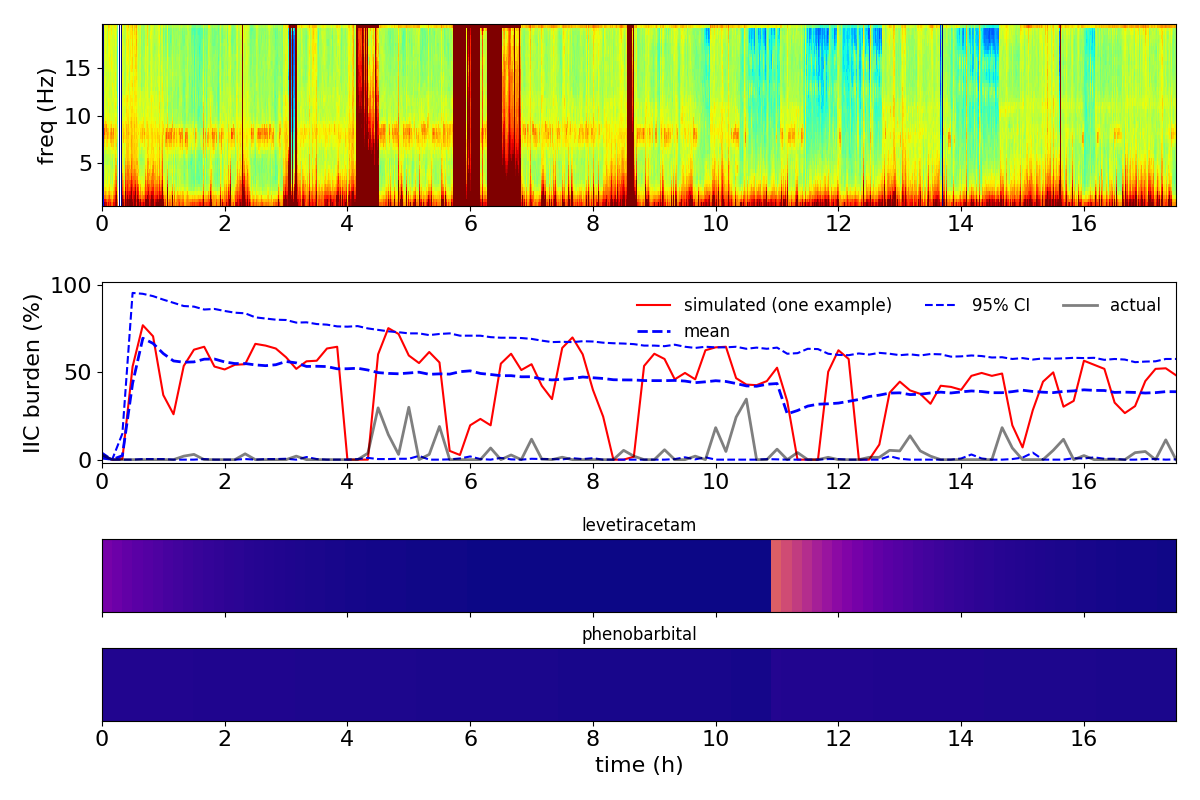 freq (Hz)
15
10
5
0 2 4 6 8 10 12 14 16
IIC burden (%)
100
50
0
simulated (one example)
mean
95% CI
actual
0 2 4 6 8 10 12 14 16
levetiracetam
phenobarbital
0 2 4 6 8 10 12 14 16
time (h)